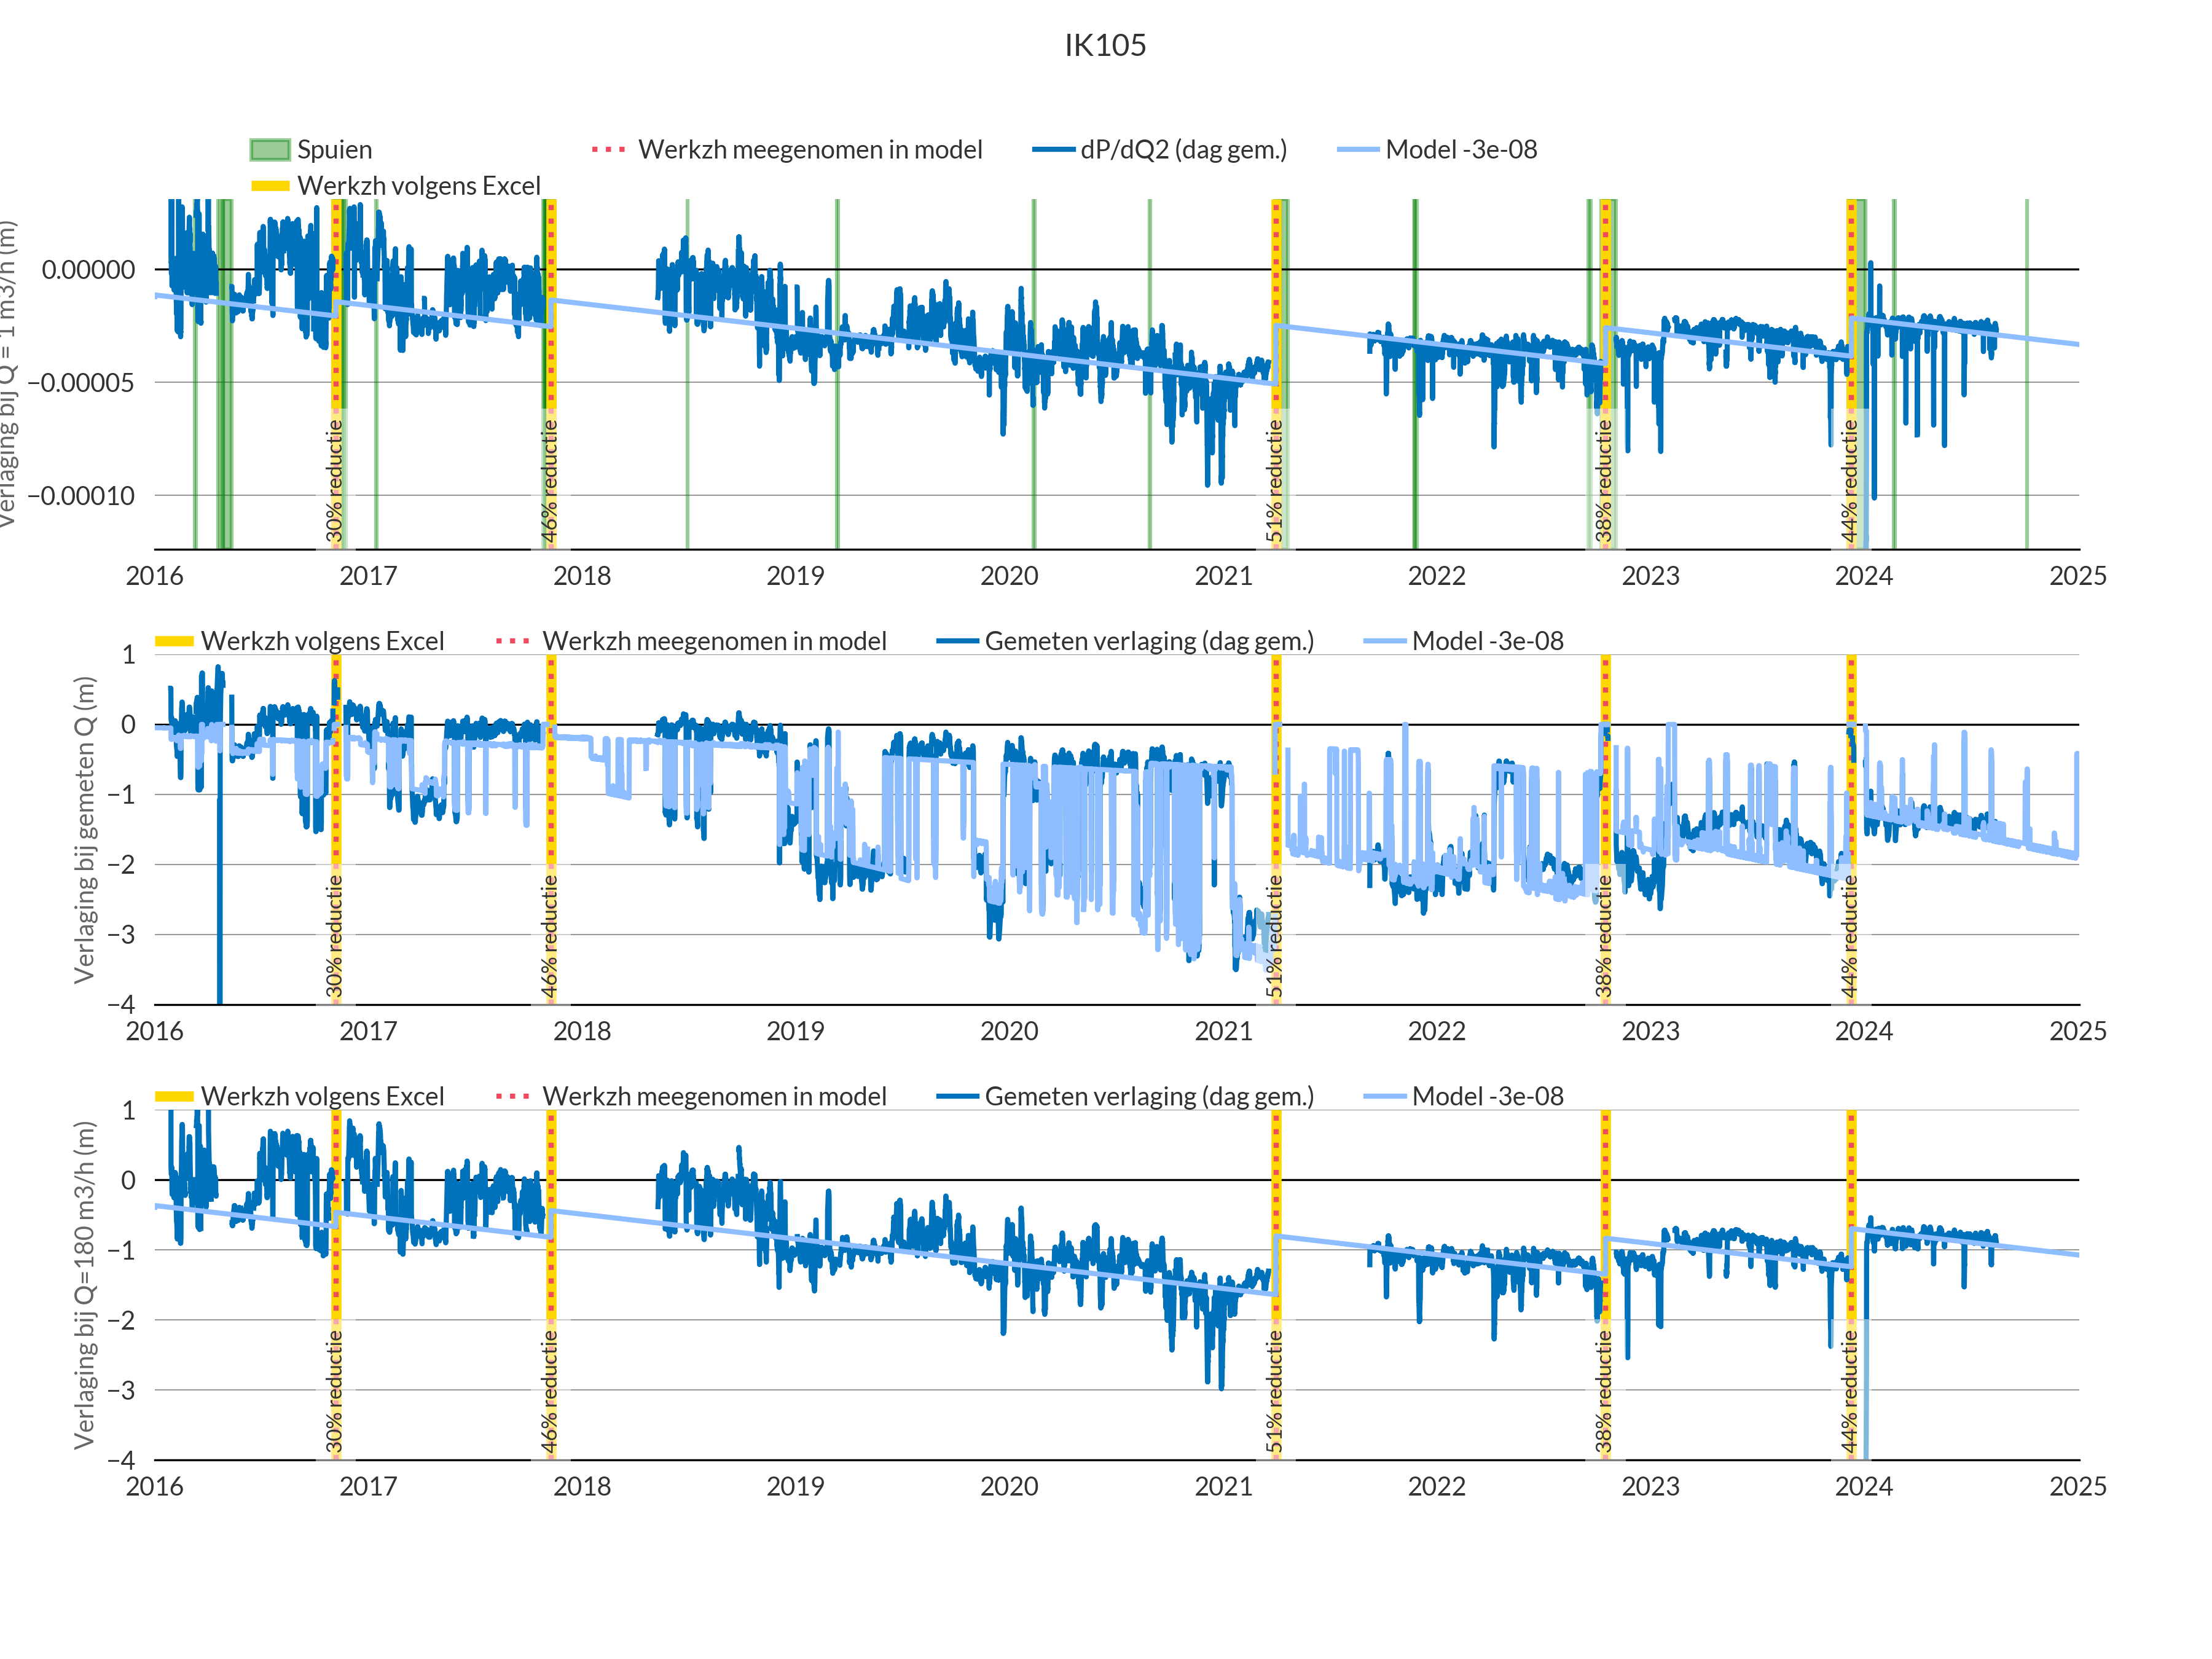 IK105
Spuien
Werkzh meegenomen in model
dP/dQ2 (dag gem.)
Model -3e-08
Werkzh volgens Excel
Verlaging bij Q = 1 m3/h (m)
0.00000
−0.00005
−0.00010
30% reductie
46% reductie
51% reductie
38% reductie
44% reductie
2016 2017 2018 2019 2020 2021 2022 2023 2024 2025
Werkzh volgens Excel
Werkzh meegenomen in model
Gemeten verlaging (dag gem.)
Model -3e-08
Verlaging bij gemeten Q (m)
1
0
−1
−2
−3
−4
30% reductie
46% reductie
51% reductie
38% reductie
44% reductie
2016 2017 2018 2019 2020 2021 2022 2023 2024 2025
Werkzh volgens Excel
Werkzh meegenomen in model
Gemeten verlaging (dag gem.)
Model -3e-08
Verlaging bij Q=180 m3/h (m)
1
0
−1
−2
−3
−4
30% reductie
46% reductie
51% reductie
38% reductie
44% reductie
2016 2017 2018 2019 2020 2021 2022 2023 2024 2025